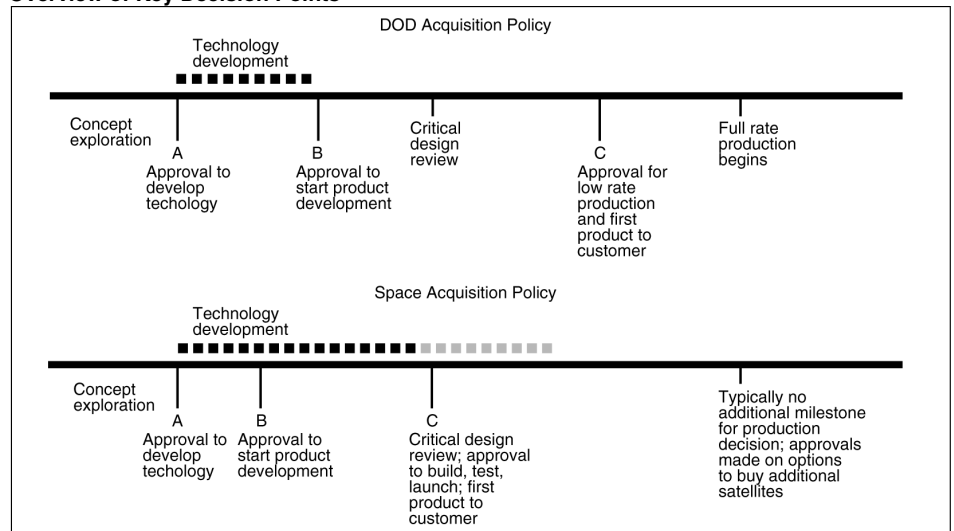 Overview of Key Decision Points
DOD Acquisition Policy
Technology
development
Concept
exploration
A
Approval to
develop
techology
B
Approval to
start product
development
Critical
design
review
C
Approval for
low rate
production
and first
product to
customer
Full rate
production
begins
Space Acquisition Policy
Technology
development
Concept
exploration
A
Approval to
develop
techology
B
Approval to
start product
development
C
Critical design
review; approval
to build, test,
launch; first
product to
customer
Typically no
additional milestone
for production
decision; approvals
made on options
to buy additional
satellites